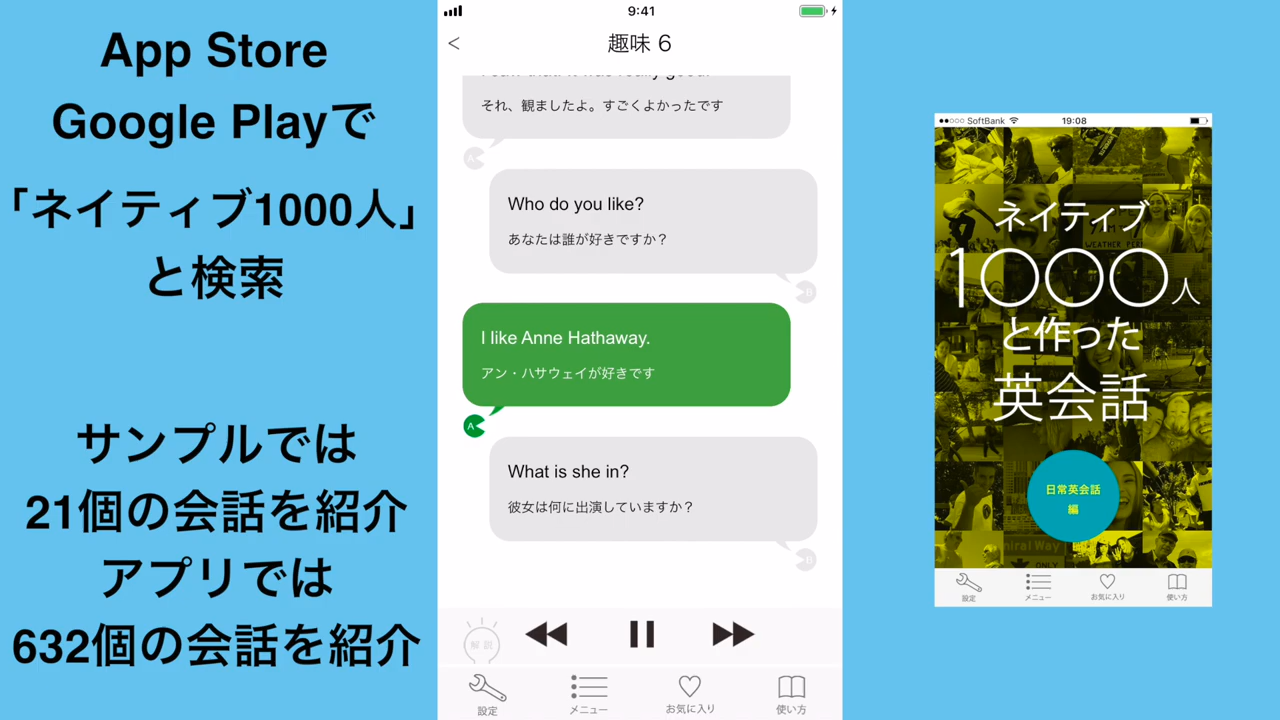 App Store
Google Playで
「ネイティブ1000人」
と検索
サンプルでは
21個の会話を紹介
アプリでは
632個の会話を紹介
9:41
<
趣味 6
それ、観ましたよ。すごくよかったです
A
Who do you like?
あなたは誰が好きですか?
B
I like Anne Hathaway.
アン・ハサウェイが好きです
A
What is she in?
彼女は何に出演していますか?
B
解説
設定
メニュー
お気に入り
使い方
SoftBank
19:08
ネイティブ
1000人
と作った
英会話
日常英会話
編
ONLY
設定
メニュー
お気に入り
使い方